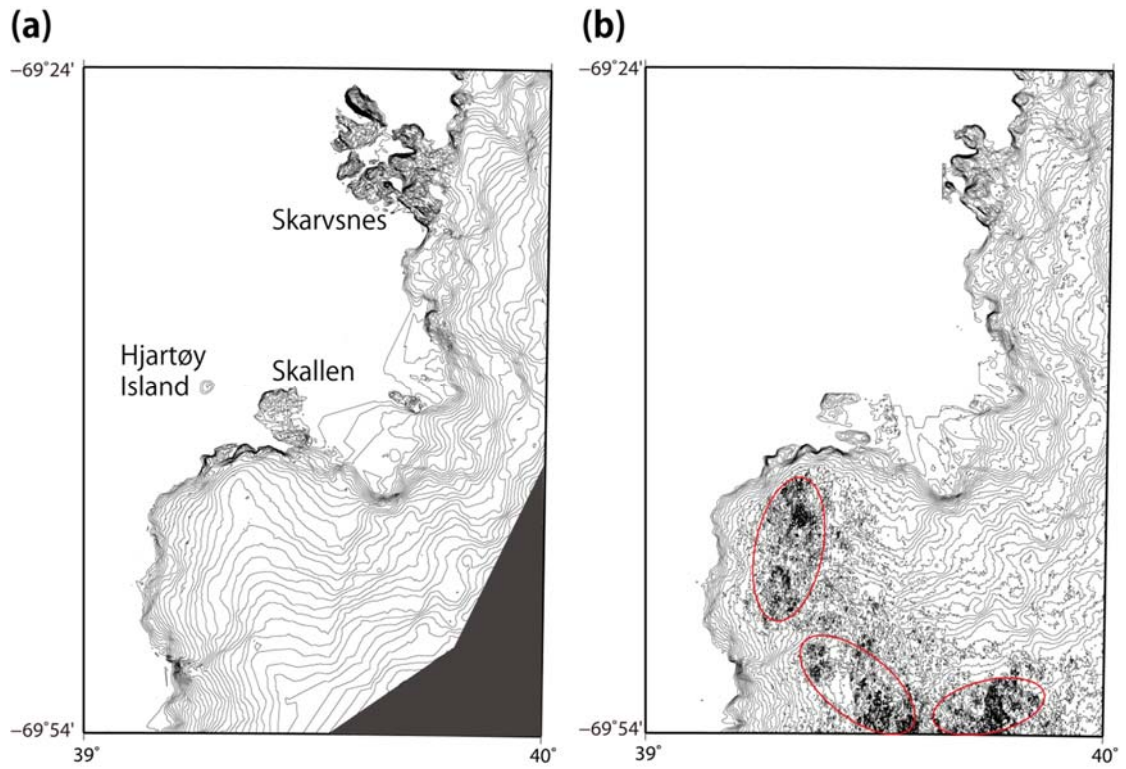 (a)
(b)
−69˚24'
−69˚24'
Skarvsnes
Hjartøy
Island
Skallen
−69˚54'
−69˚54'
39˚
40˚
39˚
40˚